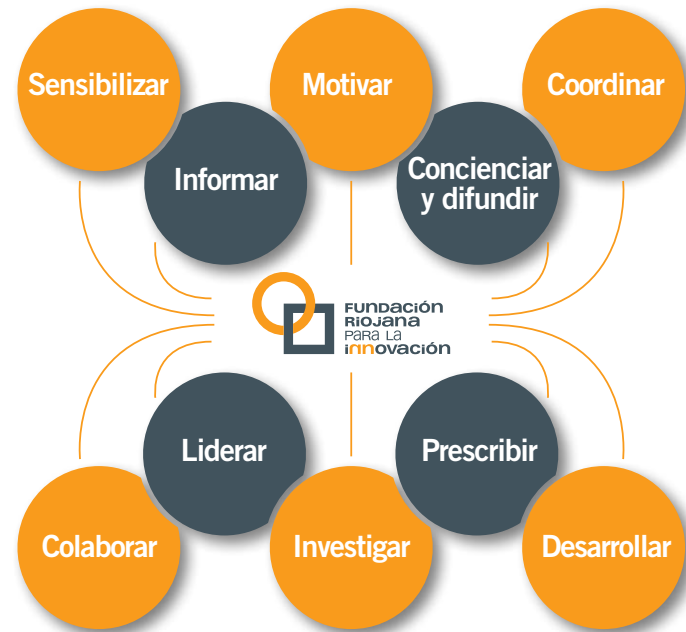 Sensibilizar
Motivar
Coordinar
Informar
Concienciar
y difundir
FUNDACIÓN
RIOJANA
PARA LA
innovación
Liderar
Prescribir
Colaborar
Investigar
Desarrollar